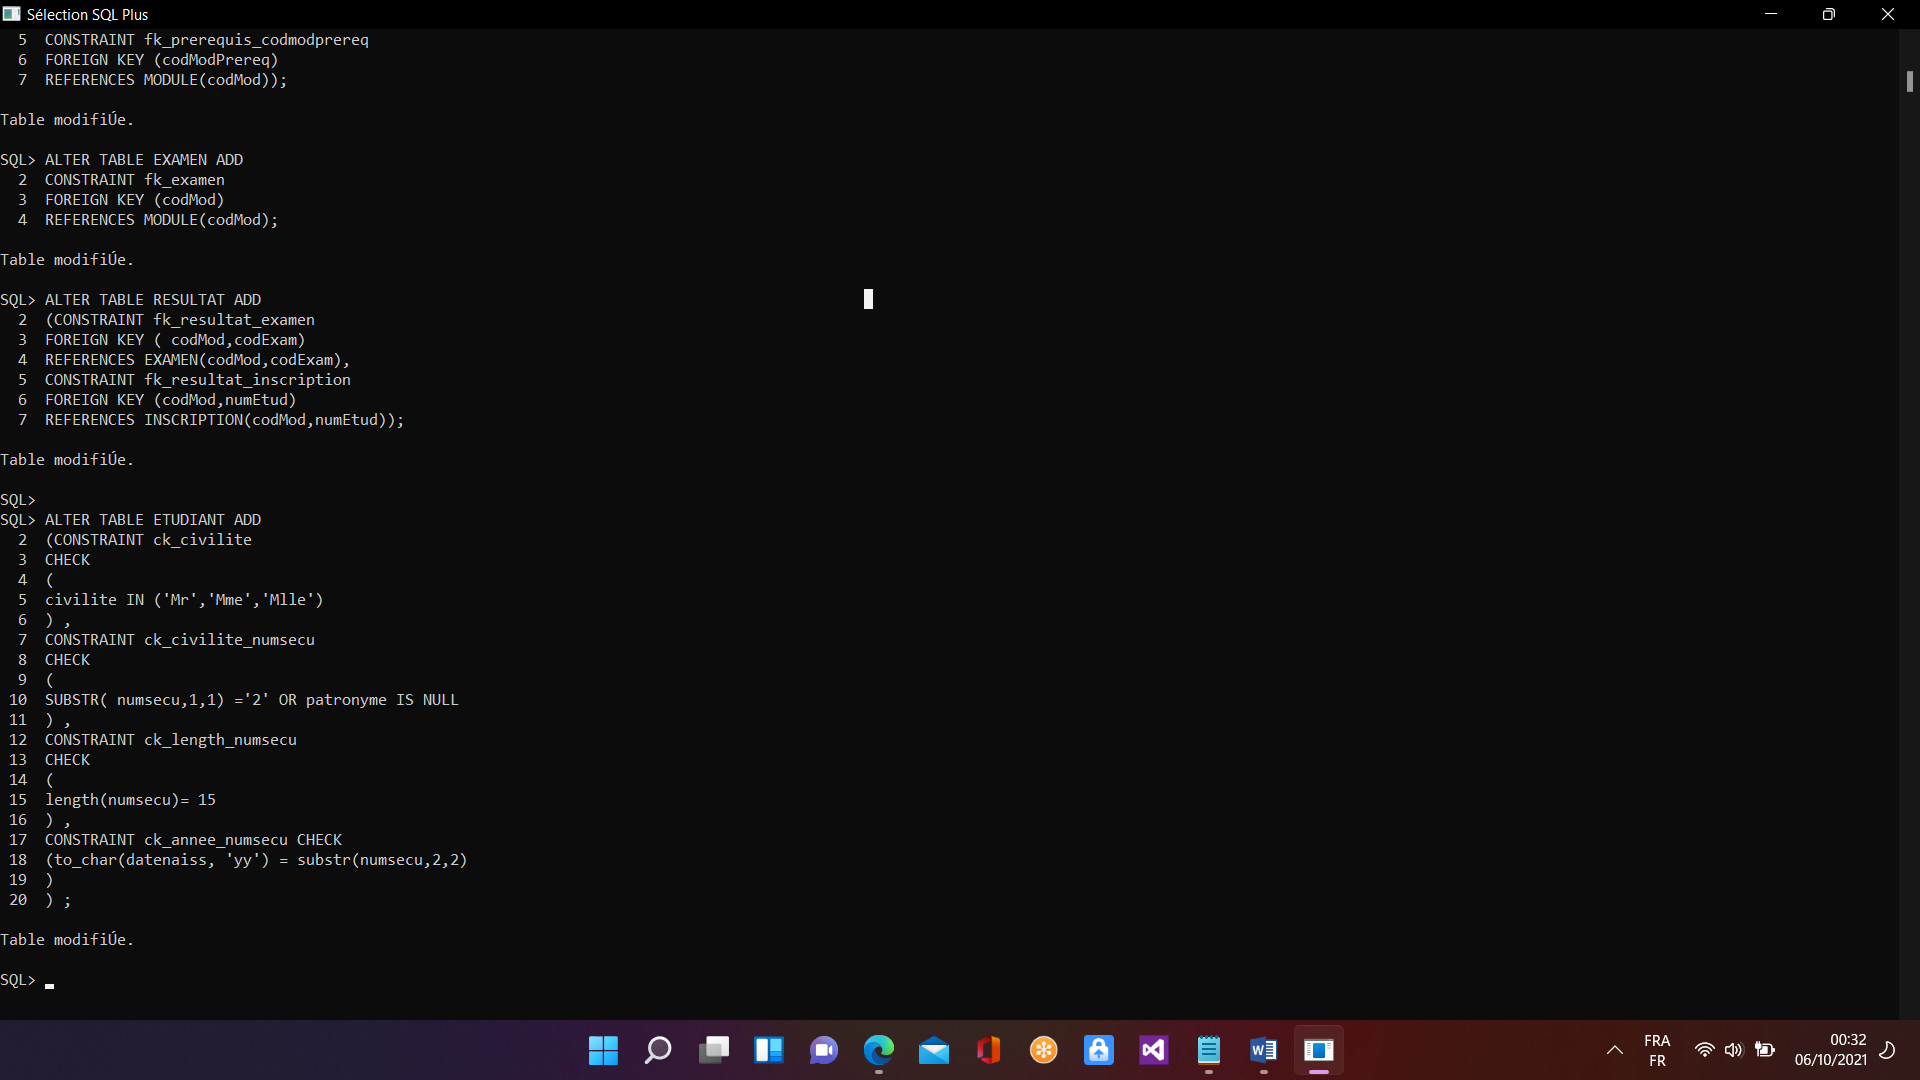 Sélection SQL Plus
5 CONSTRAINT fk_prerequis_codmodprereq
6 FOREIGN KEY (codModPrereq)
7 REFERENCES MODULE(codMod));
Table modifiÚe.
SQL> ALTER TABLE EXAMEN ADD
2 CONSTRAINT fk_examen
3 FOREIGN KEY (codMod)
4 REFERENCES MODULE(codMod);
Table modifiÚe.
SQL> ALTER TABLE RESULTAT ADD
2 (CONSTRAINT fk_resultat_examen
3 FOREIGN KEY ( codMod,codExam)
4 REFERENCES EXAMEN(codMod,codExam),
5 CONSTRAINT fk_resultat_inscription
6 FOREIGN KEY (codMod,numEtud)
7 REFERENCES INSCRIPTION(codMod,numEtud));
Table modifiÚe.
SQL>
SQL> ALTER TABLE ETUDIANT ADD
2 (CONSTRAINT ck_civilite
3 CHECK
4 (
5 civilite IN ('Mr','Mme','Mlle')
6 ) ,
7 CONSTRAINT ck_civilite_numsecu
8 CHECK
9 (
10 SUBSTR( numsecu,1,1) ='2' OR patronyme IS NULL
11 ) ,
12 CONSTRAINT ck_length_numsecu
13 CHECK
14 (
15 length(numsecu)= 15
16 ) ,
17 CONSTRAINT ck_annee_numsecu CHECK
18 (to_char(datenaiss, 'yy') = substr(numsecu,2,2)
19 )
20 ) ;
Table modifiÚe.
SQL>
FRA
FR
00:32
06/10/2021